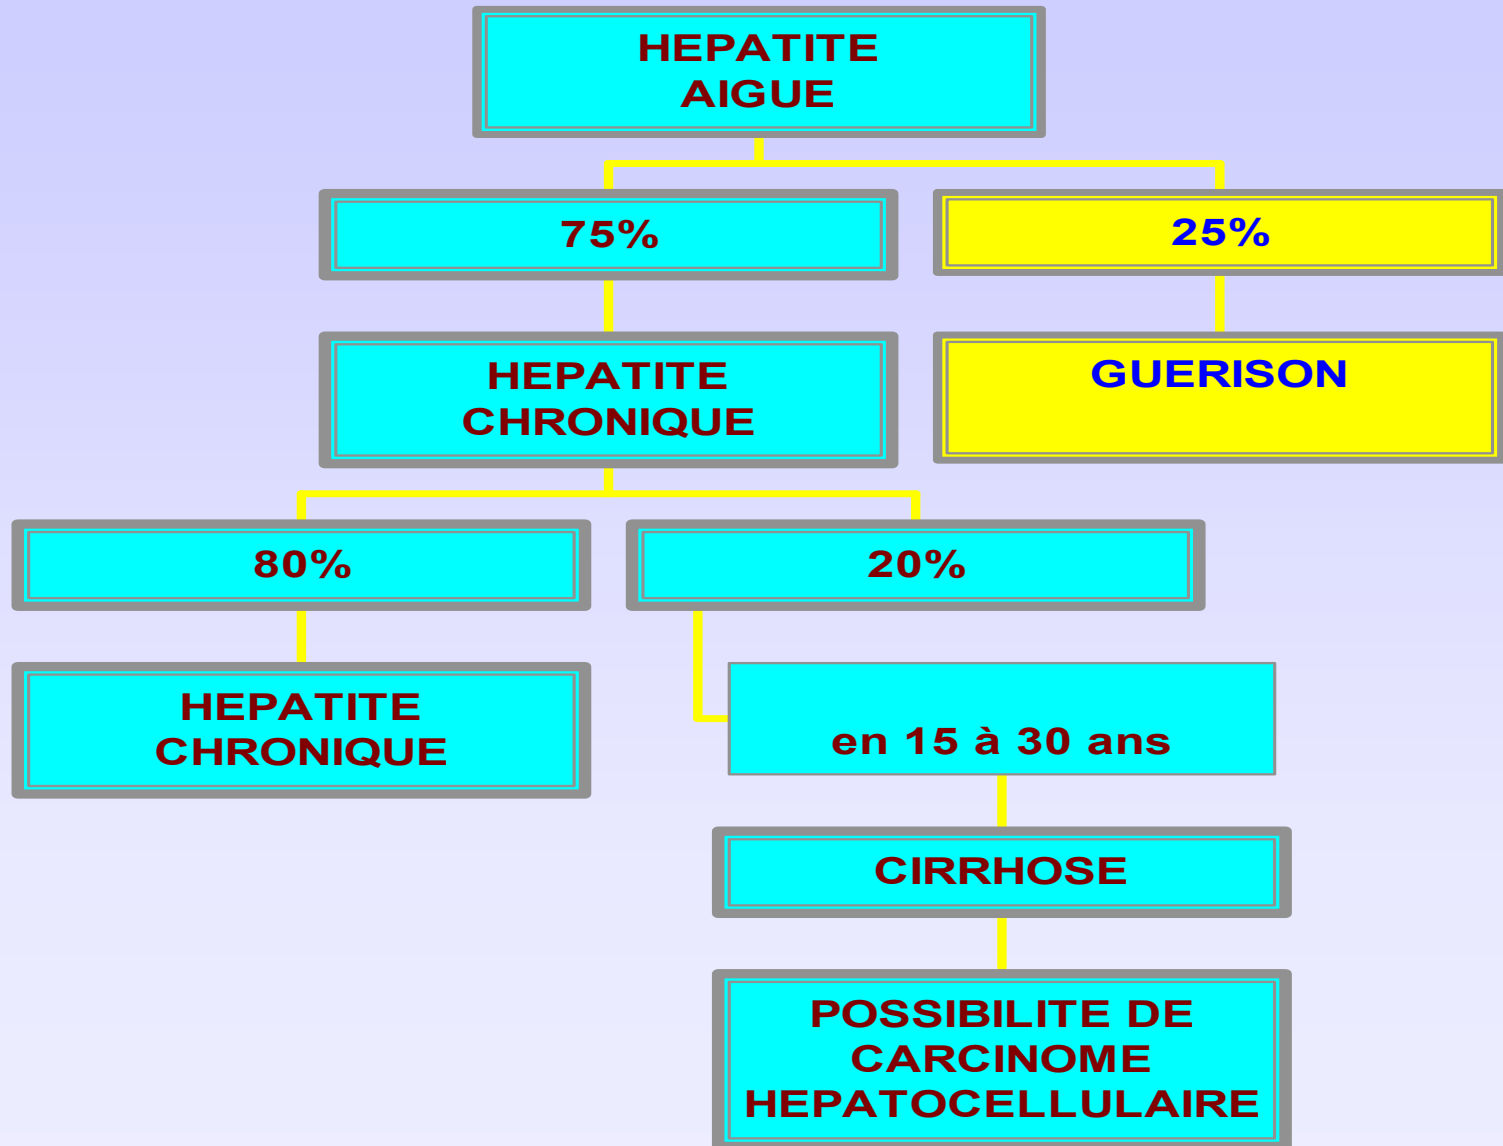 HEPATITE
AIGUE
75%
25%
HEPATITE
CHRONIQUE
GUERISON
80%
20%
HEPATITE
CHRONIQUE
en 15 à 30 ans
CIRRHOSE
POSSIBILITE DE
CARCINOME
HEPATOCELLULAIRE